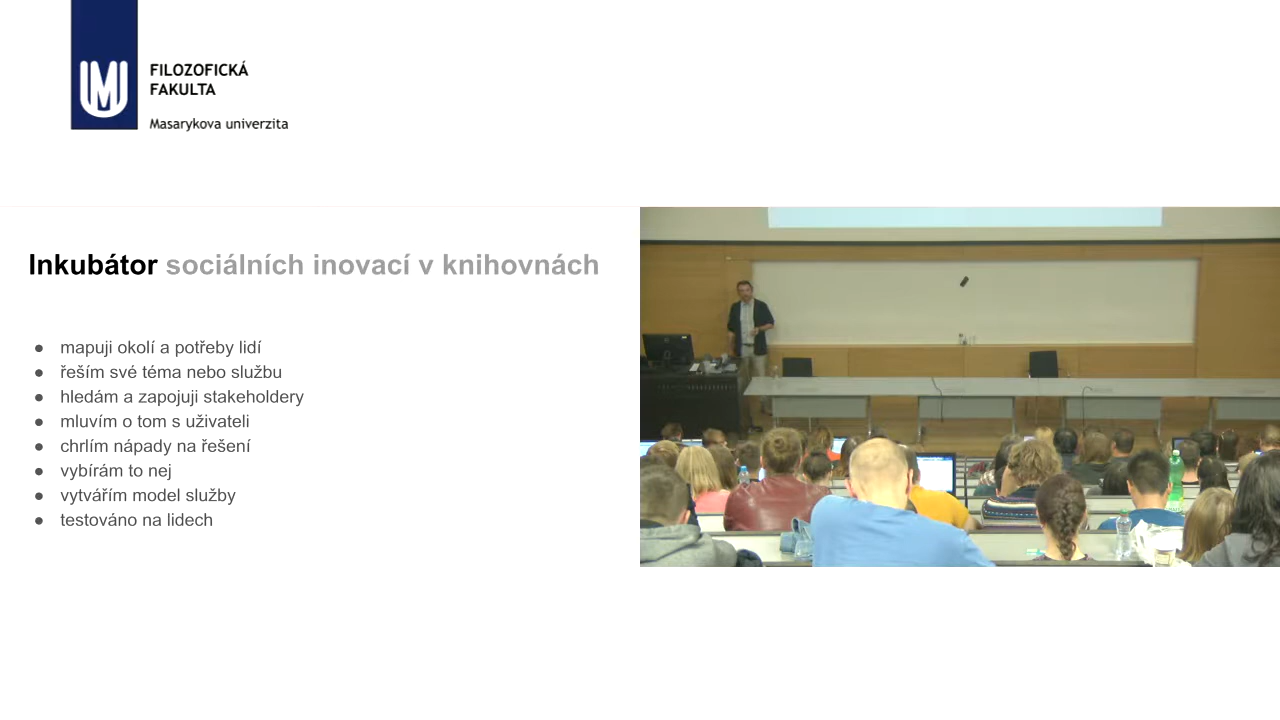 FILOZOFICKÁ
FAKULTA
Masarykova univerzita
Inkubátor sociálních inovací v knihovnách
● mapuji okolí a potřeby lidí
● řeším své téma nebo službu
● hledám a zapojuji stakeholdery
● mluvím o tom s uživateli
● chrlím nápady na řešení
● vybírám to nej
● vytvářím model služby
● testováno na lidech